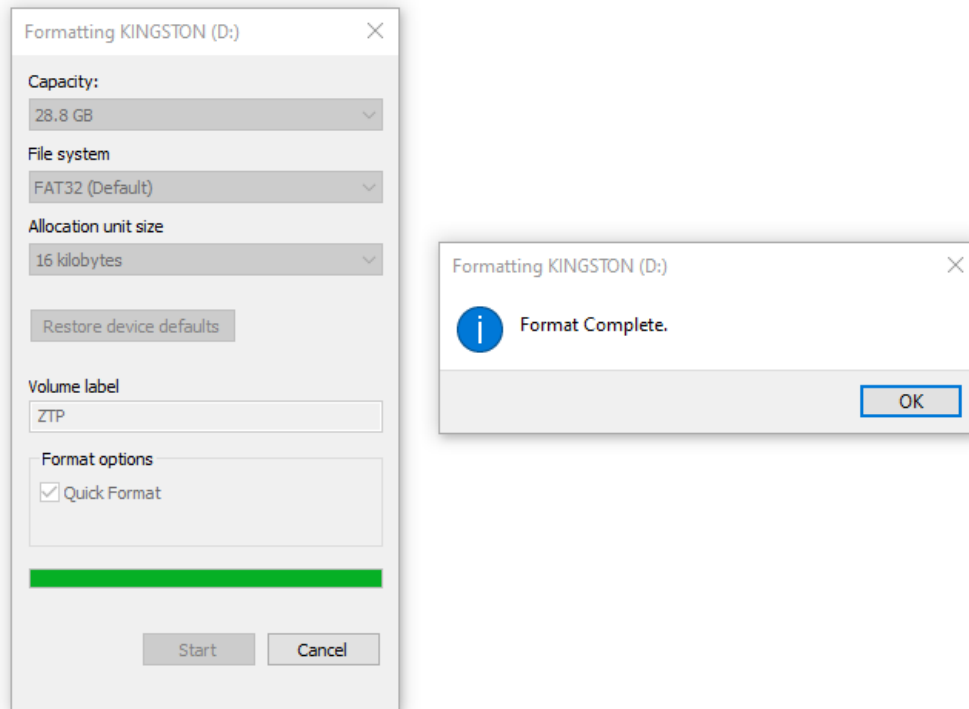 Formatting KINGSTON (D:)
Capacity:
28.8 GB
File system
FAT32 (Default)
Allocation unit size
16 kilobytes
Restore device defaults
Volume label
ZTP
Format options
Quick Format
Start
Cancel
Formatting KINGSTON (D:)
Format Complete.
OK